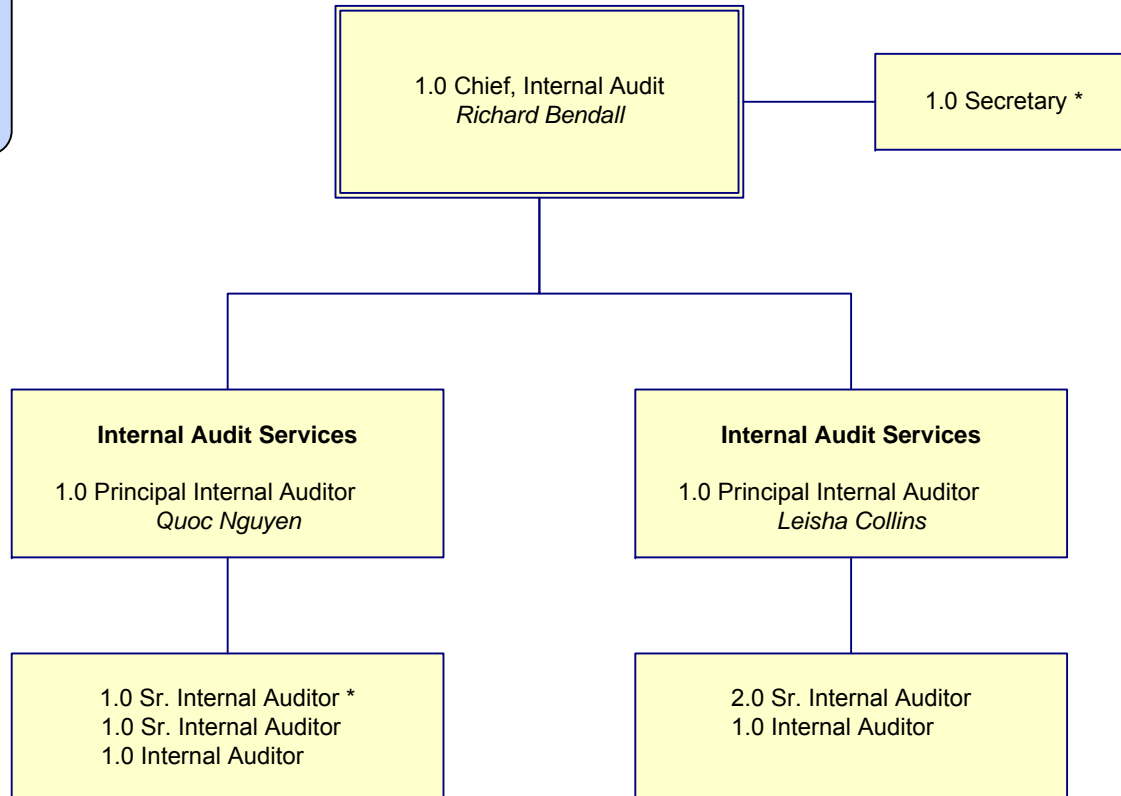 1.0 Chief, Internal Audit
Richard Bendall
1.0 Secretary *
Internal Audit Services
1.0 Principal Internal Auditor
Quoc Nguyen
Internal Audit Services
1.0 Principal Internal Auditor
Leisha Collins
1.0 Sr. Internal Auditor *
1.0 Sr. Internal Auditor
1.0 Internal Auditor
2.0 Sr. Internal Auditor
1.0 Internal Auditor